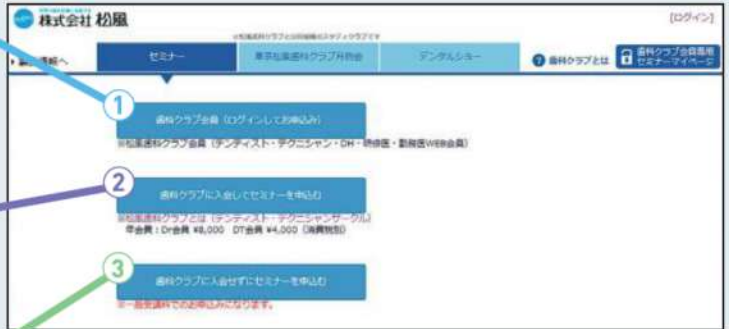 株式会社 松風
[ログイン]
セミナー
東京松風歯科クラブ月例会
デンタルショー
歯科クラブとは
歯科クラブ会員専用
セミナーマイページ
1
歯科クラブ会員（ログインしてお申込み）
※松風歯科クラブ会員（デンティスト・テクニシャン・DH・研修医・勤務医WEB会員）
2
歯科クラブに入会してセミナーを申込む
※松風歯科クラブとは（デンティスト・テクニシャンサークル）
年会費：Dr会員 ¥8,000 DT会員 ¥4,000（消費税別）
3
歯科クラブに入会せずにセミナーを申込む
※一般受講料でのお申込みになります。